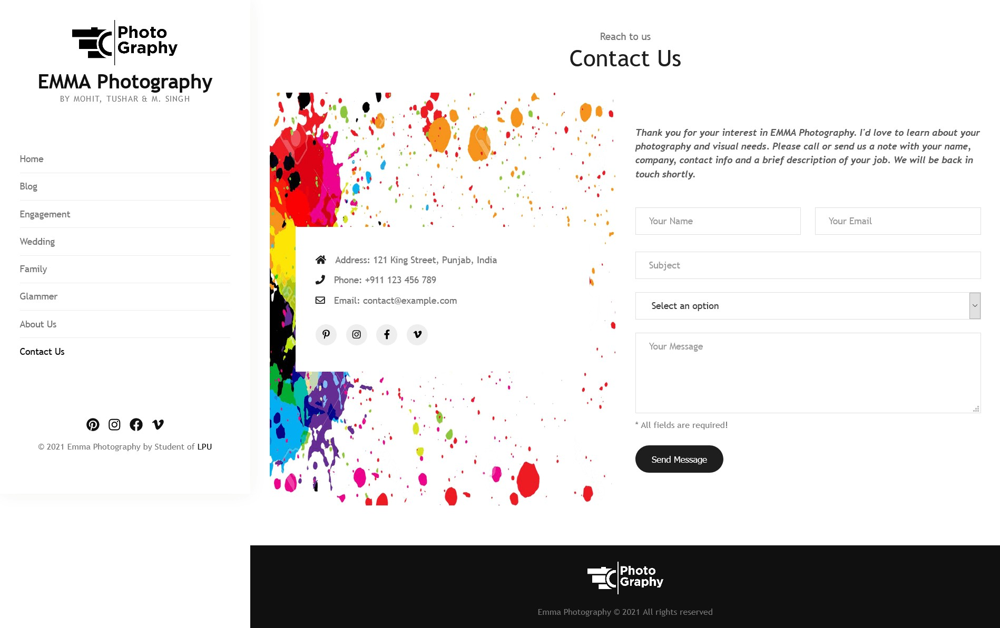 Photo
Graphy
EMMA Photography
BY MOHIT, TUSHAR & M. SINGH
Home
Blog
Engagement
Wedding
Family
Glammer
About Us
Contact Us
© 2021 Emma Photography by Student of LPU
Reach to us
Contact Us
Address: 121 King Street, Punjab, India
Phone: +911 123 456 789
Email: contact@example.com
Thank you for your interest in EMMA Photography. I'd love to learn about your
photography and visual needs. Please call or send us a note with your name,
company, contact info and a brief description of your job. We will be back in
touch shortly.
Your Name
Your Email
Subject
Select an option
Your Message
* All fields are required!
Send Message
Photo
Graphy
Emma Photography © 2021 All rights reserved